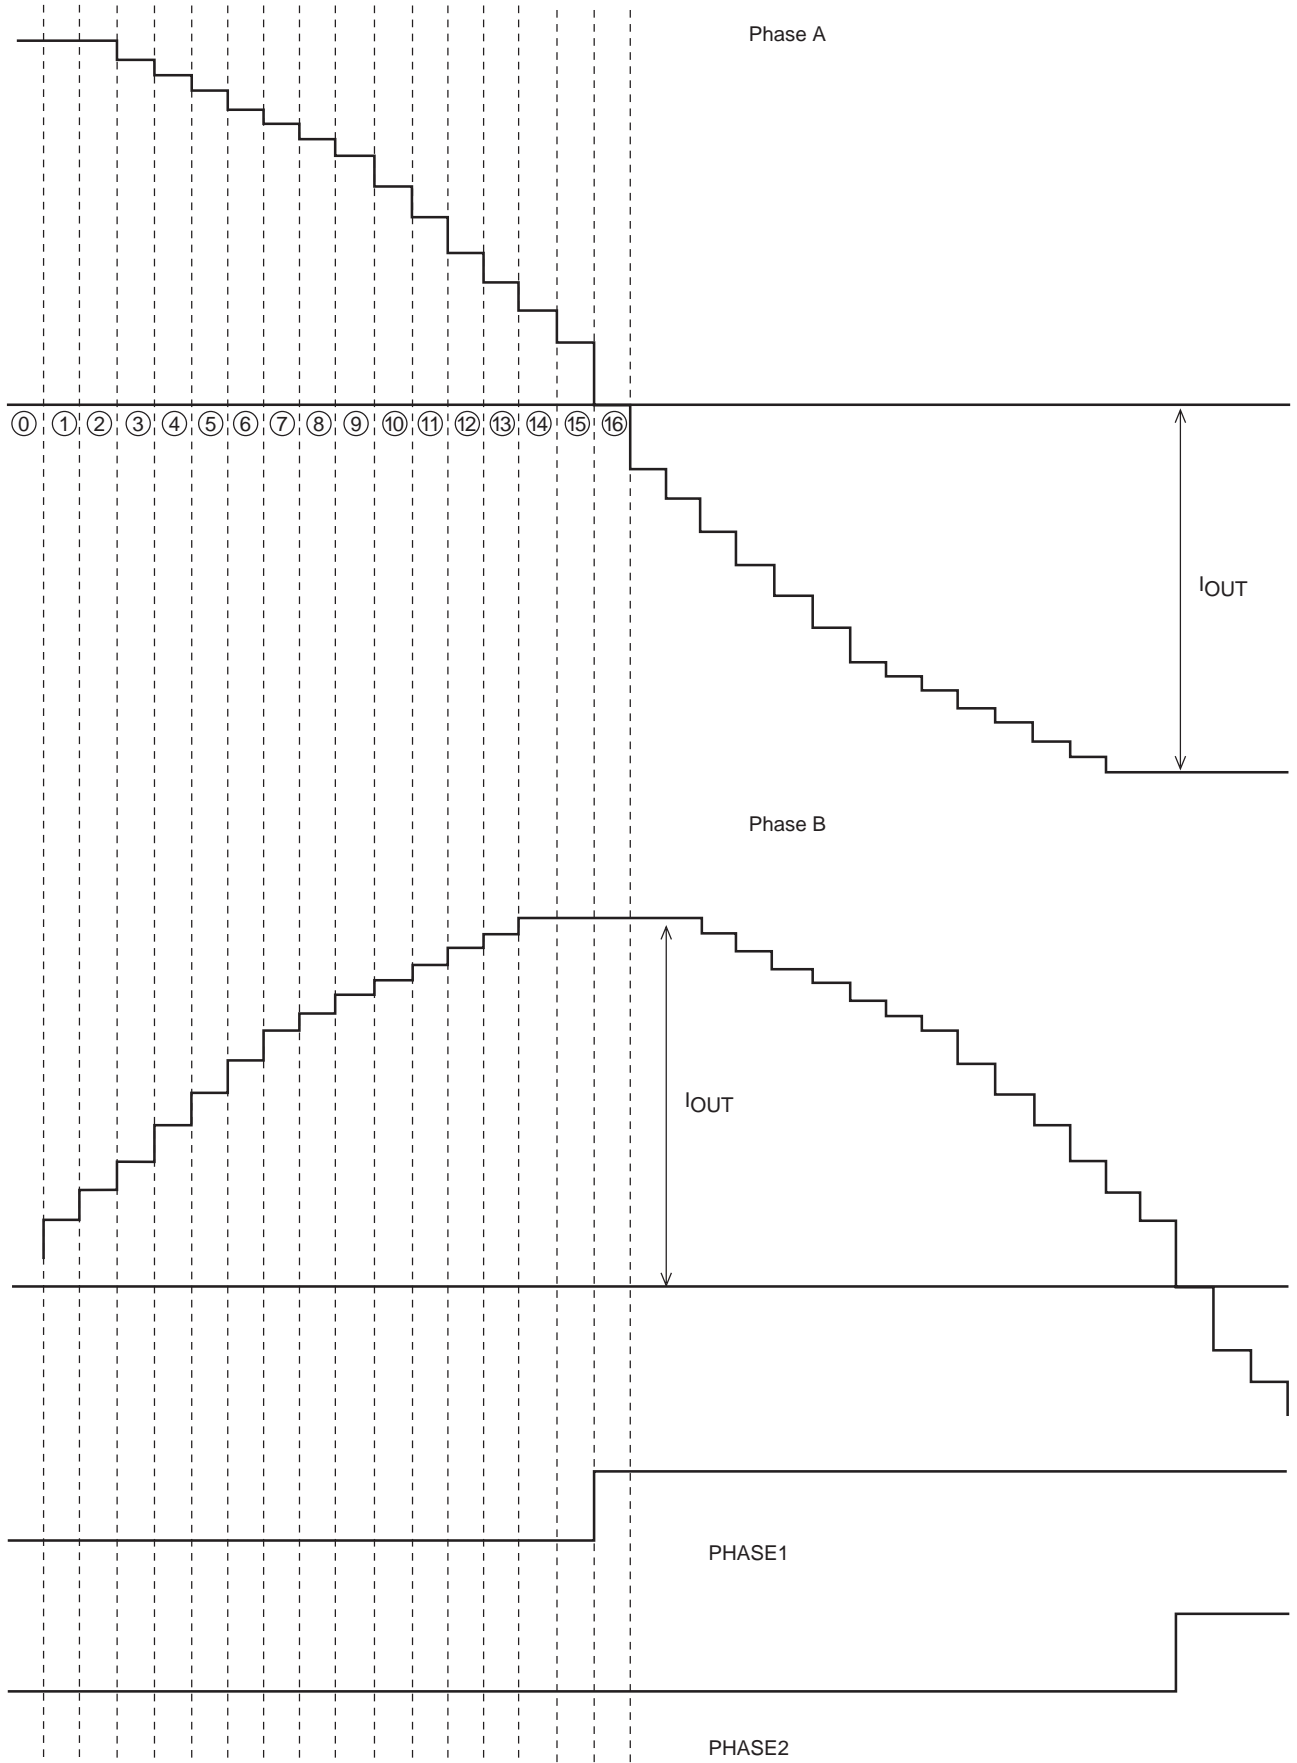 Phase A
⓪ ① ② ③ ④ ⑤ ⑥ ⑦ ⑧ ⑨ ⑩ ⑪ ⑫ ⑬ ⑭ ⑮ ⑯
IOUT
Phase B
IOUT
PHASE1
PHASE2